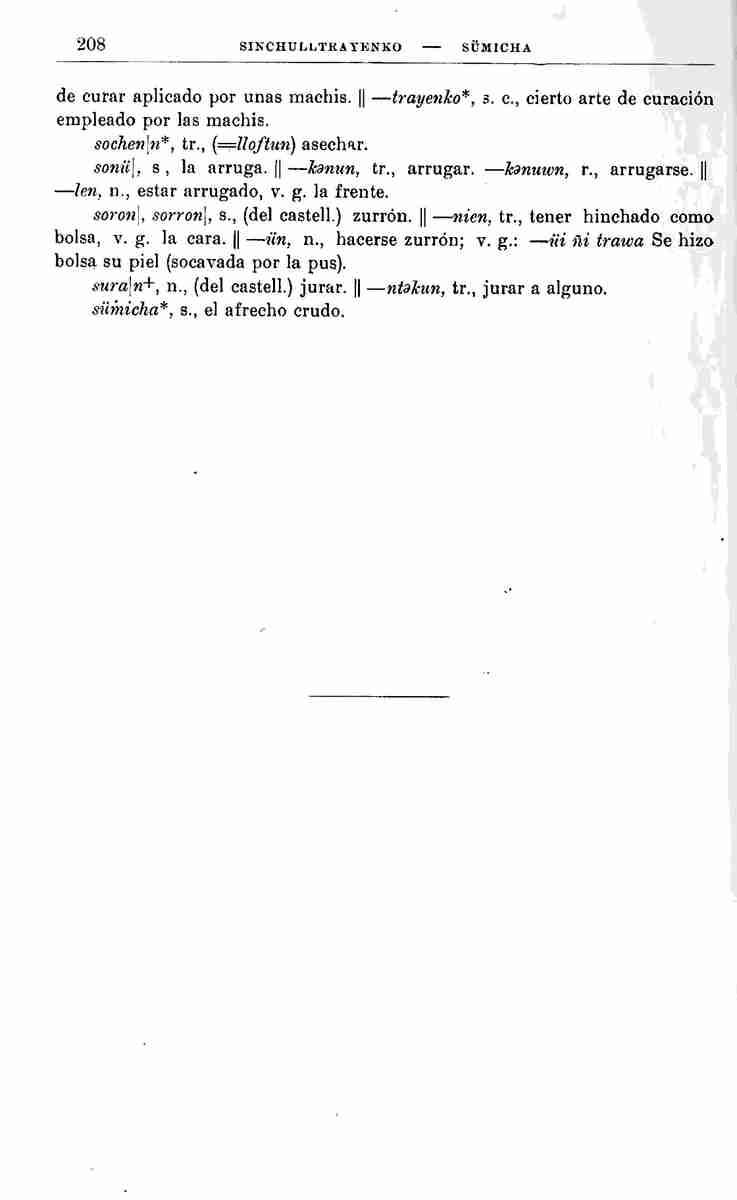 208 SINCHULLTRAYENKO — SÜMICHA
de curar aplicado por unas machis. || —trayenko*, s. c., cierto arte de curación
empleado por las machis.
sochen|n*, tr., (=lloftun) asechar.
sonü|, s , la arruga. || —kənun, tr., arrugar. —kənuwn, r., arrugarse. ||
—len, n., estar arrugado, v. g. la frente.
soron|, sorron|, s., (del castell.) zurrón. || —nien, tr., tener hinchado como
bolsa, v. g. la cara. || —ün, n., hacerse zurrón; v. g.: —üi ñi trawa Se hizo
bolsa su piel (socavada por la pus).
sura|n+, n., (del castell.) jurar. || —ntəkun, tr., jurar a alguno.
sümicha*, s., el afrecho crudo.